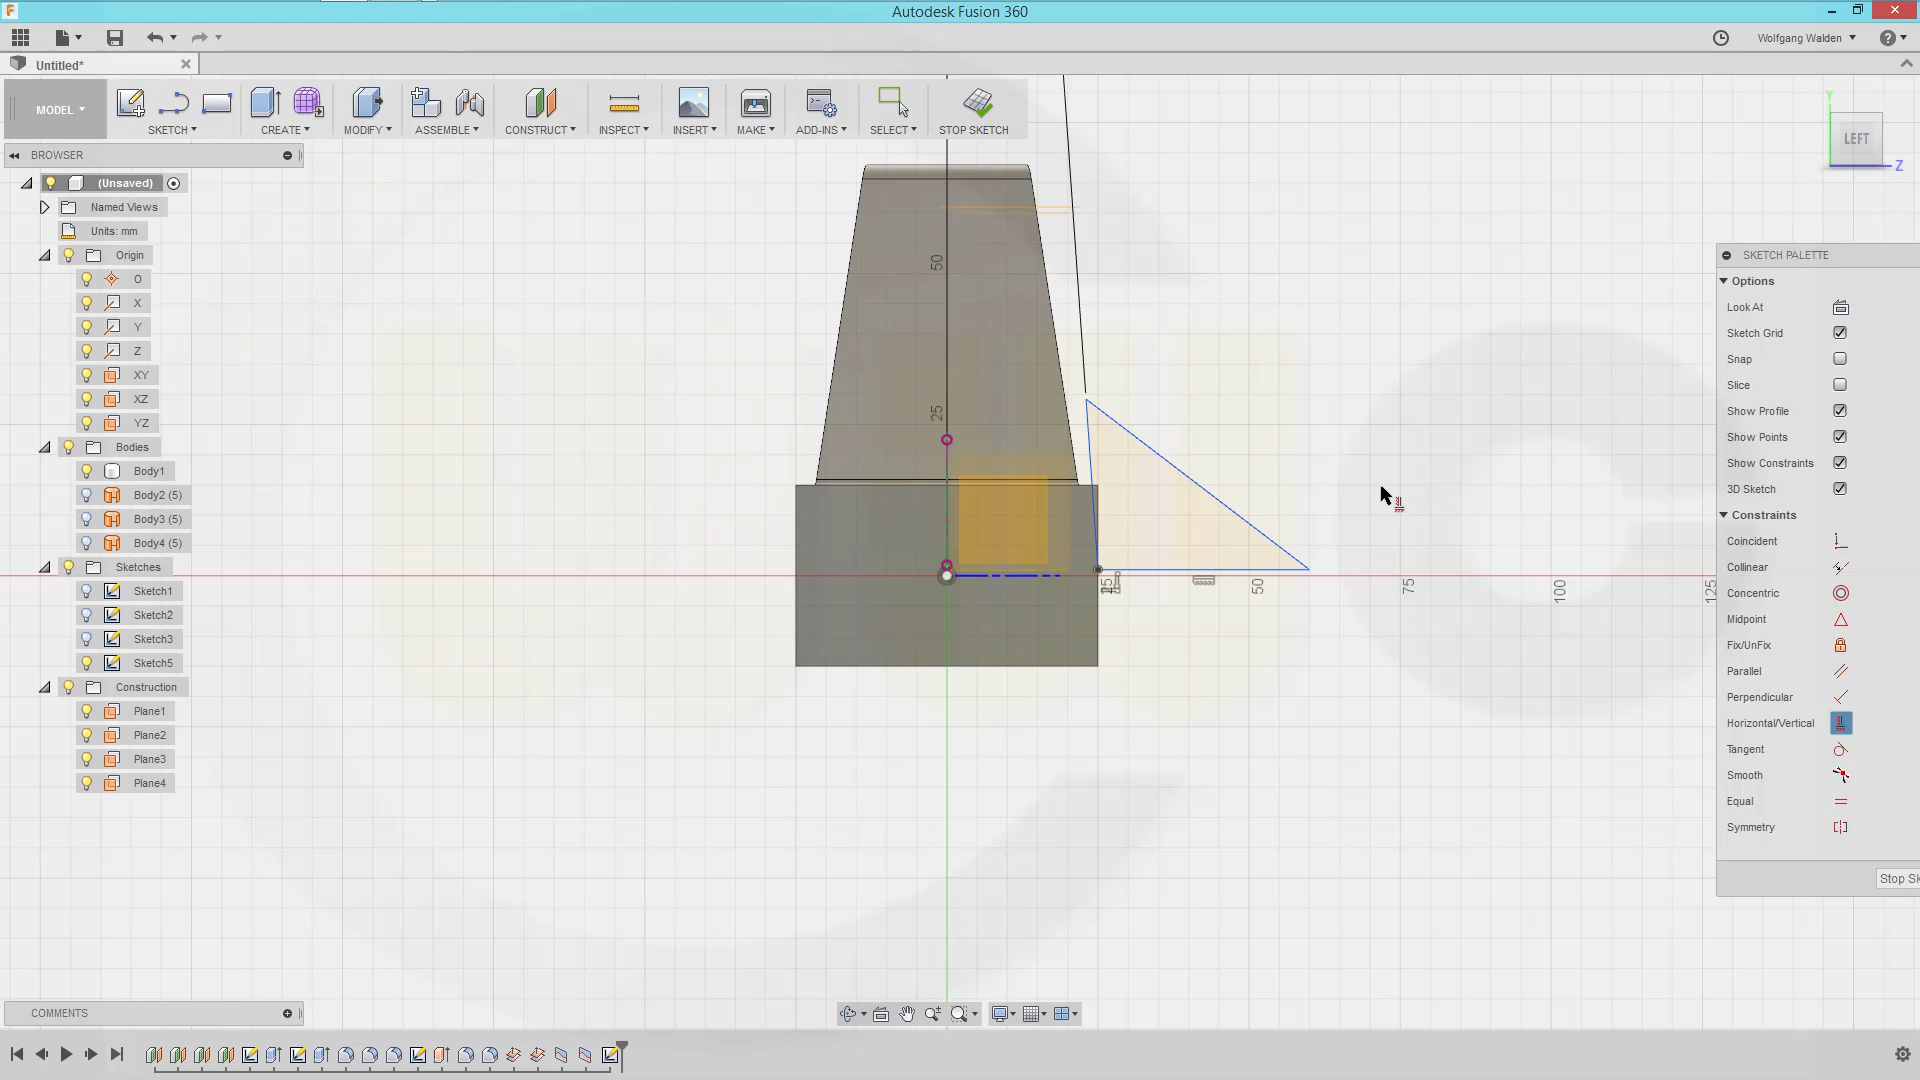 Autodesk Fusion 360
Wolfgang Walden
Untitled*
MODEL
SKETCH
CREATE
MODIFY
ASSEMBLE
CONSTRUCT
INSPECT
INSERT
MAKE
ADD-INS
SELECT
STOP SKETCH
BROWSER
(Unsaved)
Named Views
Units: mm
Origin
O
X
Y
Z
XY
XZ
YZ
Bodies
Body1
Body2 (5)
Body3 (5)
Body4 (5)
Sketches
Sketch1
Sketch2
Sketch3
Sketch5
Construction
Plane1
Plane2
Plane3
Plane4
50
25
25
50
75
100
125
Y
LEFT
Z
SKETCH PALETTE
Options
Look At
Sketch Grid
Snap
Slice
Show Profile
Show Points
Show Constraints
3D Sketch
Constraints
Coincident
Collinear
Concentric
Midpoint
Fix/UnFix
Parallel
Perpendicular
Horizontal/Vertical
Tangent
Smooth
Equal
Symmetry
Stop Sk
COMMENTS